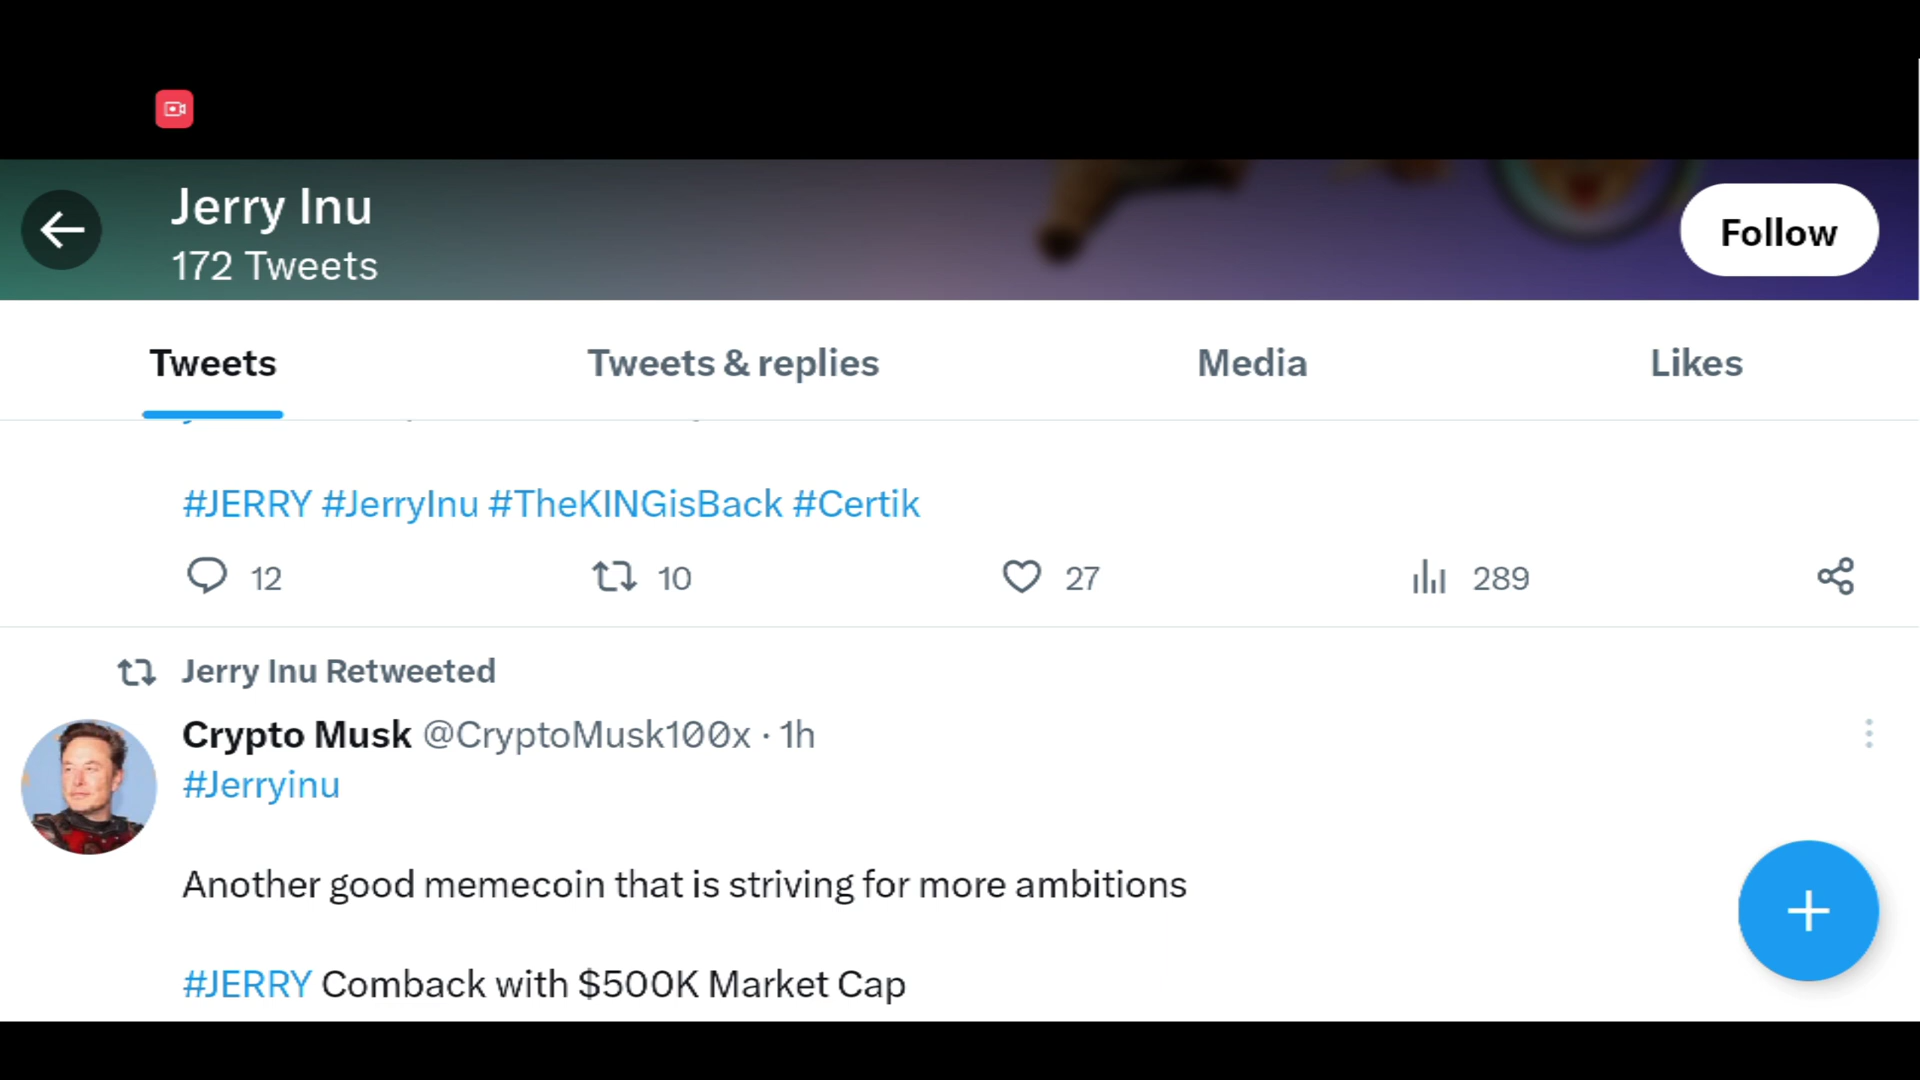 Jerry Inu
172 Tweets
Follow
Tweets
Tweets & replies
Media
Likes
#JERRY #JerryInu #TheKINGisBack #Certik
12
10
27
289
Jerry Inu Retweeted
Crypto Musk @CryptoMusk100x · 1h
#Jerryinu
Another good memecoin that is striving for more ambitions
#JERRY Comback with $500K Market Cap